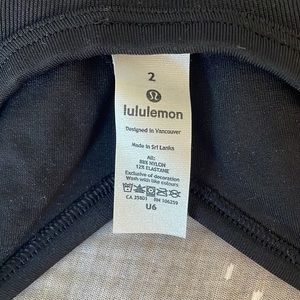 2
lululemon
Designed in Vancouver
Made in Sri Lanka
All:
88% NYLON
12% ELASTANE
Exclusive of decoration
Wash with like colours
CA 35801 RN 106259
U6